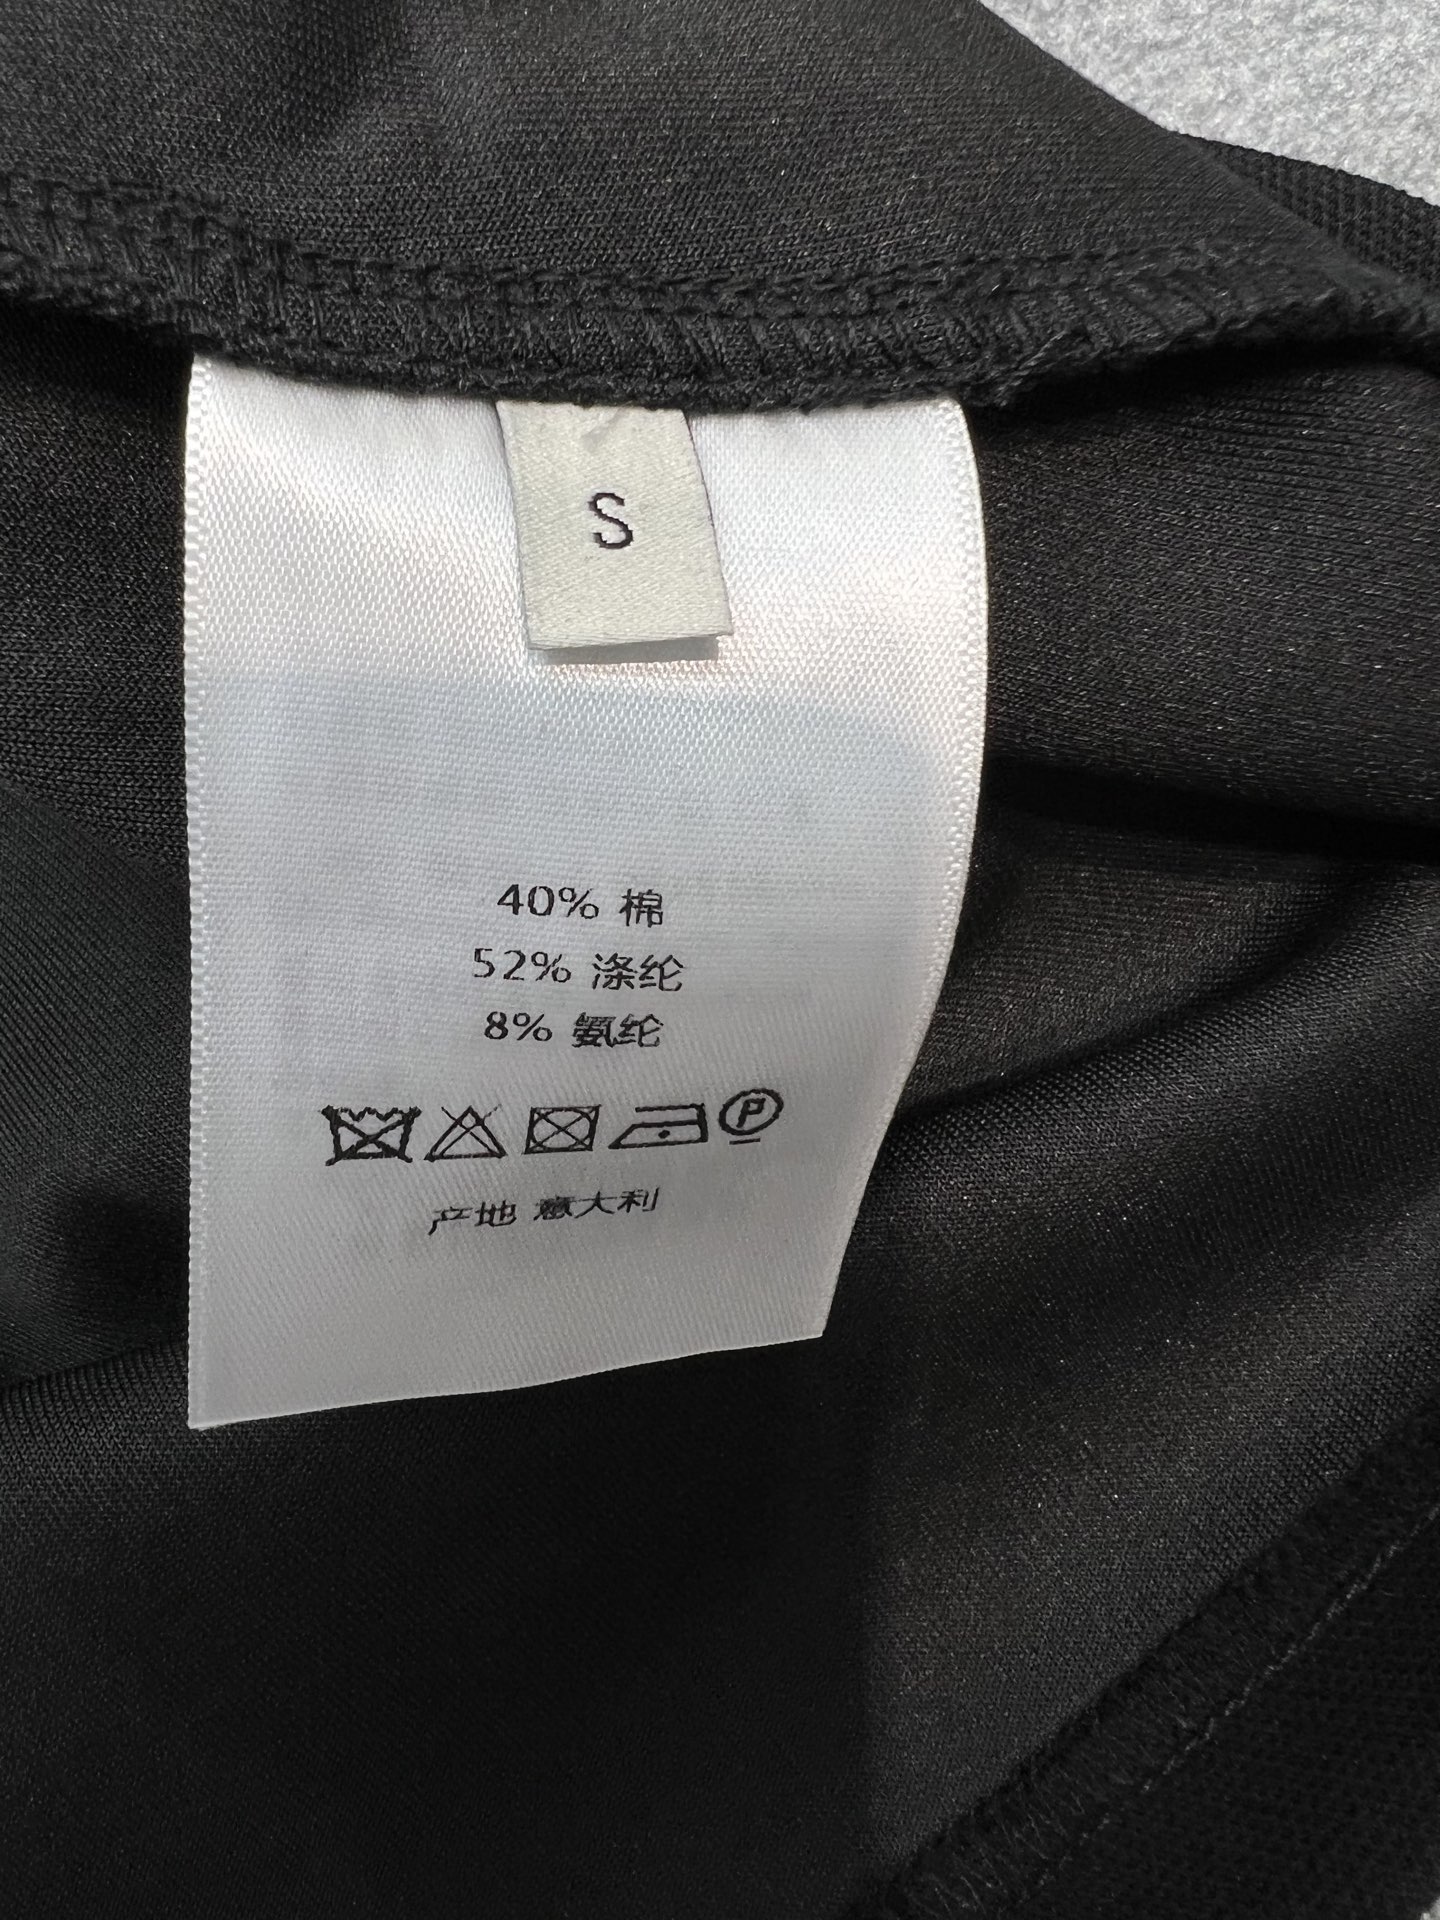 S
40% 棉
52% 涤纶
8% 氨纶
P
产地 意大利